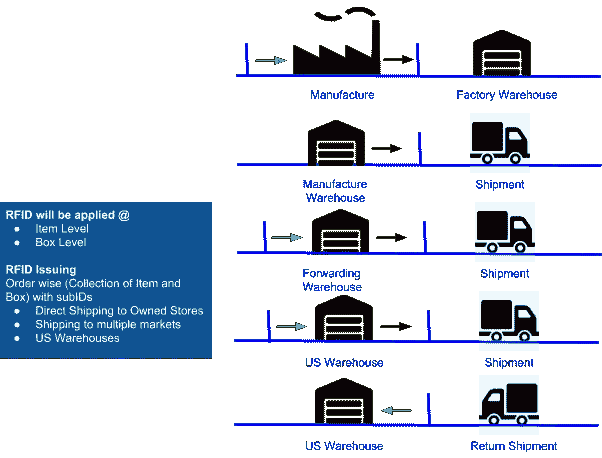 Manufacture
Factory Warehouse
Manufacture
Warehouse
Shipment
RFID will be applied @
● Item Level
● Box Level
RFID Issuing
Order wise (Collection of Item and
Box) with subIDs
● Direct Shipping to Owned Stores
● Shipping to multiple markets
● US Warehouses
Forwarding
Warehouse
Shipment
US Warehouse
Shipment
US Warehouse
Return Shipment